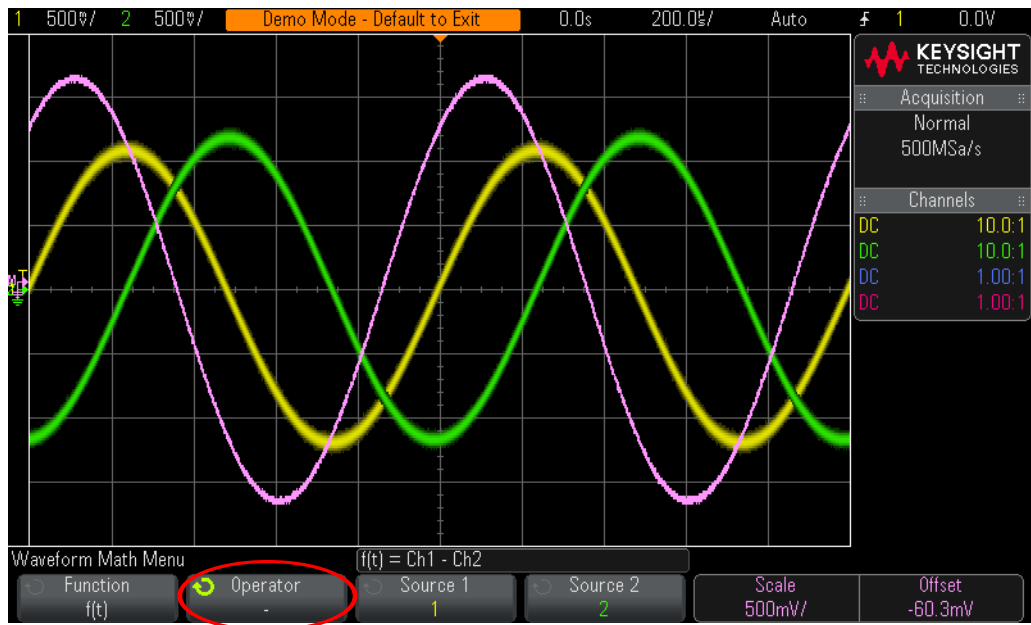 1 500℧/ 2 500℧/ Demo Mode - Default to Exit 0.0s 200.0㎲/ Auto 1 0.0V
KEYSIGHT
TECHNOLOGIES
Acquisition
Normal
500MSa/s
Channels
DC 10.0:1
DC 10.0:1
DC 1.00:1
DC 1.00:1
T
Waveform Math Menu f(t) = Ch1 - Ch2
Function Operator Source 1 Source 2 Scale Offset
f(t) - 1 2 500mV/ -60.3mV